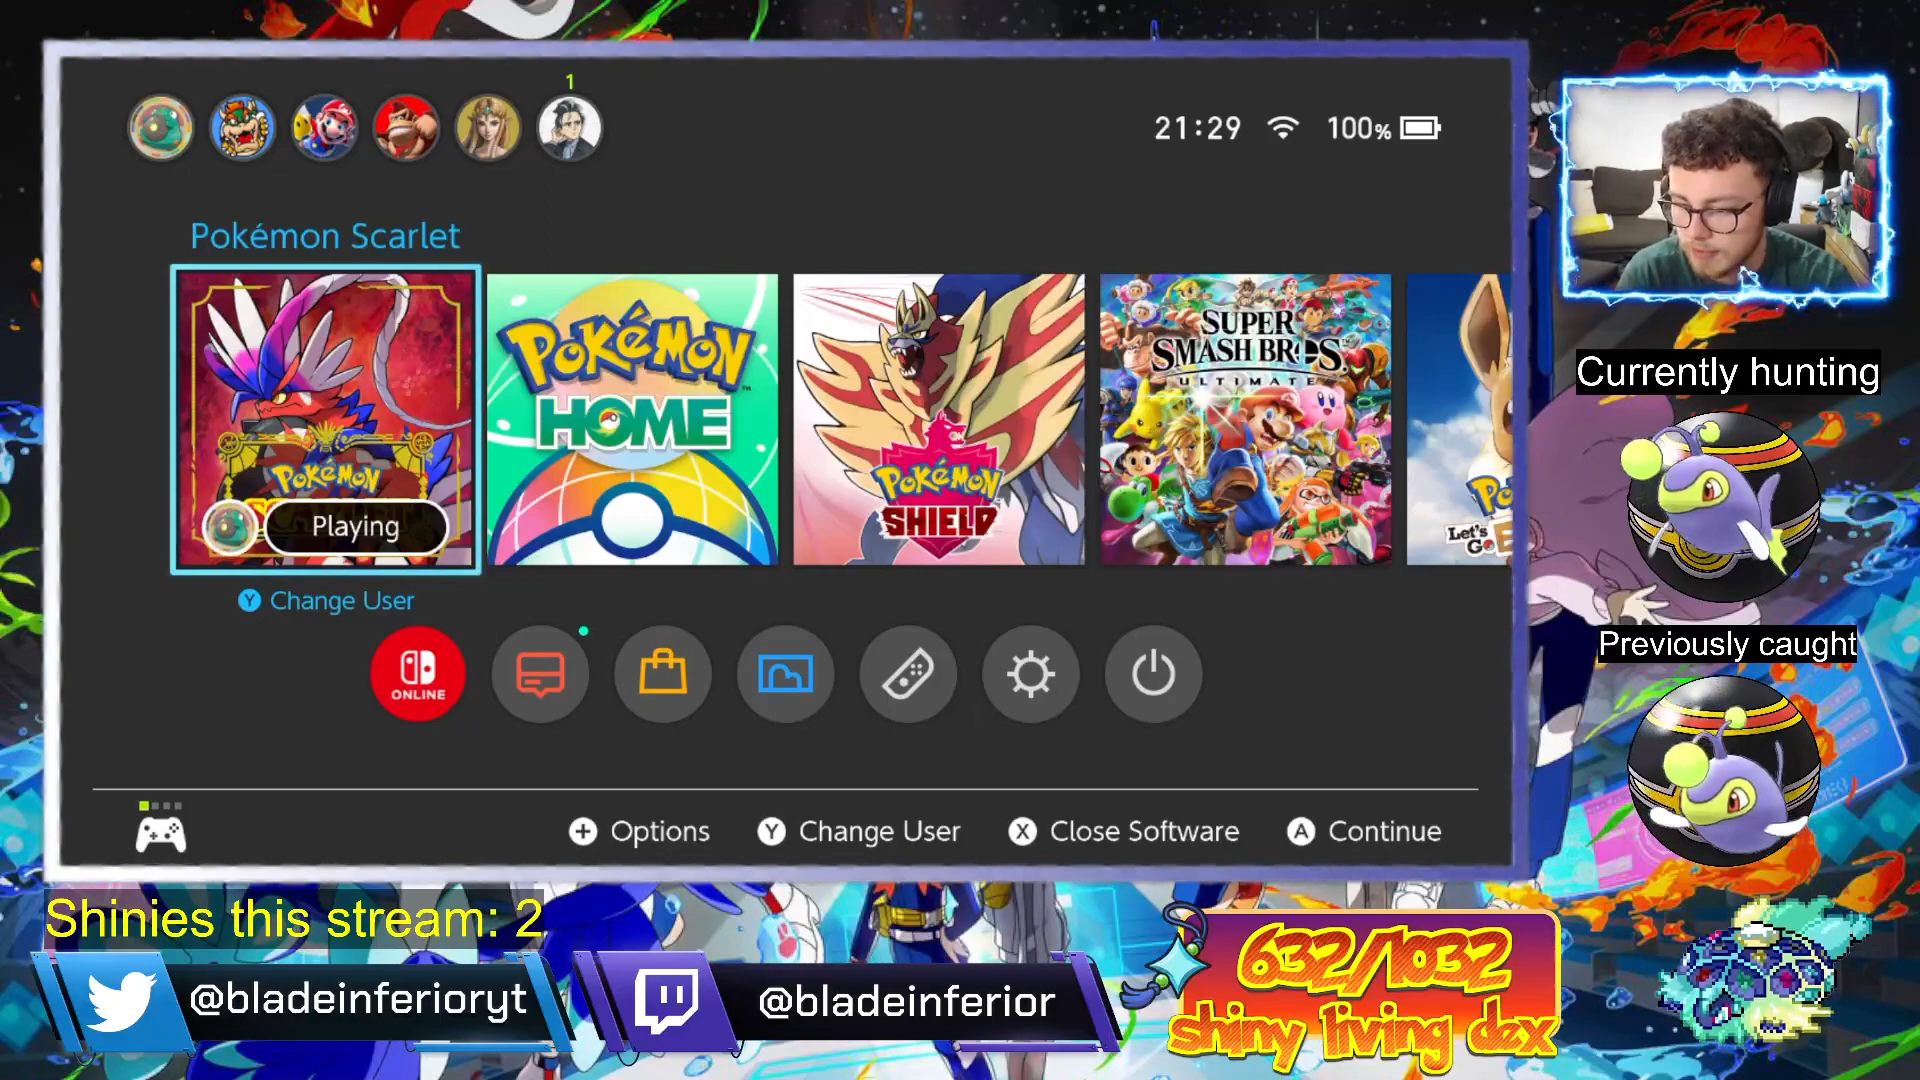 1
21:29
100%
Pokémon Scarlet
POKÉMON
Playing
POKÉMON
HOME
POKÉMON
SHIELD
SUPER
SMASH BROS.
ULTIMATE
Let's
Go
Y Change User
ONLINE
+ Options
Y Change User
X Close Software
A Continue
Currently hunting
Previously caught
Shinies this stream: 2
@bladeinferioryt
@bladeinferior
632/1032
shiny living dex